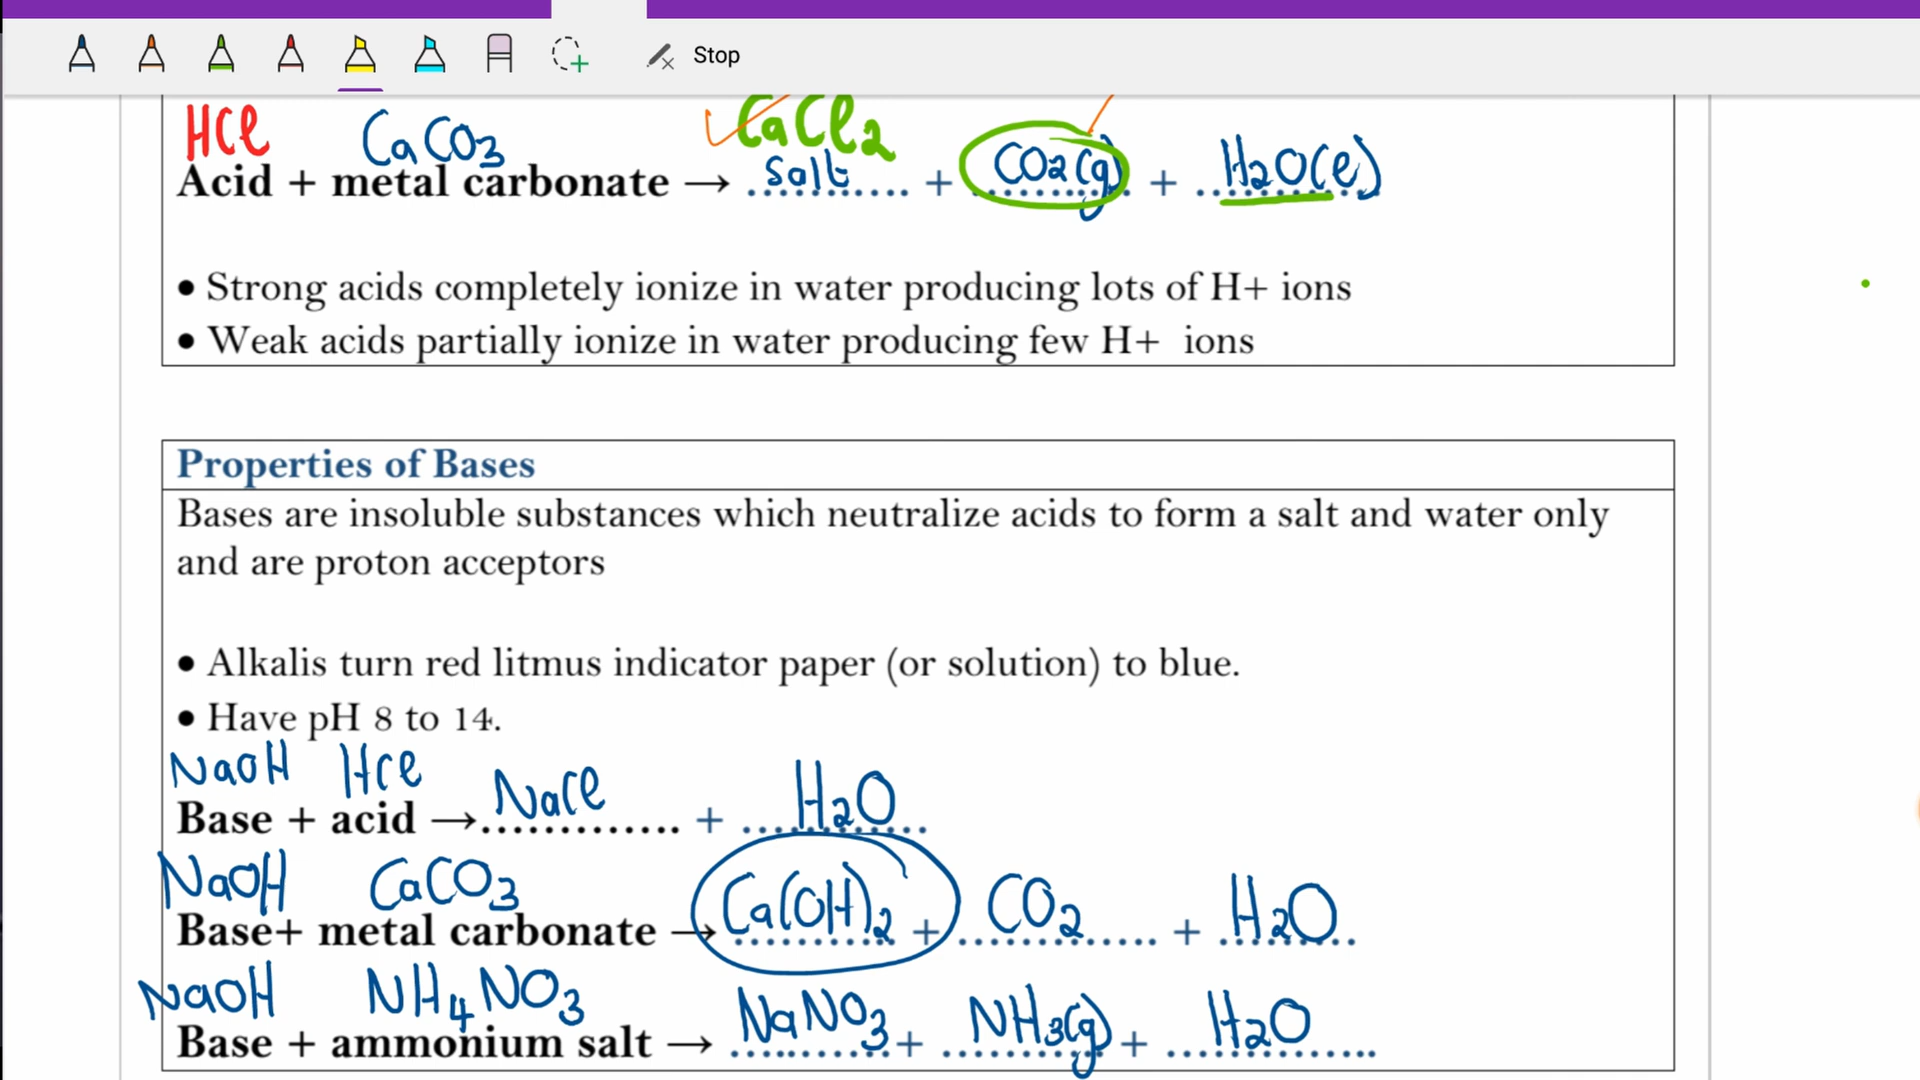 Stop
HCl CaCO3 CaCl2
Acid + metal carbonate → salt + CO2(g) + H2O(l)
• Strong acids completely ionize in water producing lots of H+ ions
• Weak acids partially ionize in water producing few H+ ions
Properties of Bases
Bases are insoluble substances which neutralize acids to form a salt and water only
and are proton acceptors
• Alkalis turn red litmus indicator paper (or solution) to blue.
• Have pH 8 to 14.
NaOH HCl
Base + acid → NaCl + H2O
NaOH CaCO3
Base+ metal carbonate → Ca(OH)2 + CO2 + H2O
NaOH NH4NO3
Base + ammonium salt → NaNO3 + NH3(g) + H2O